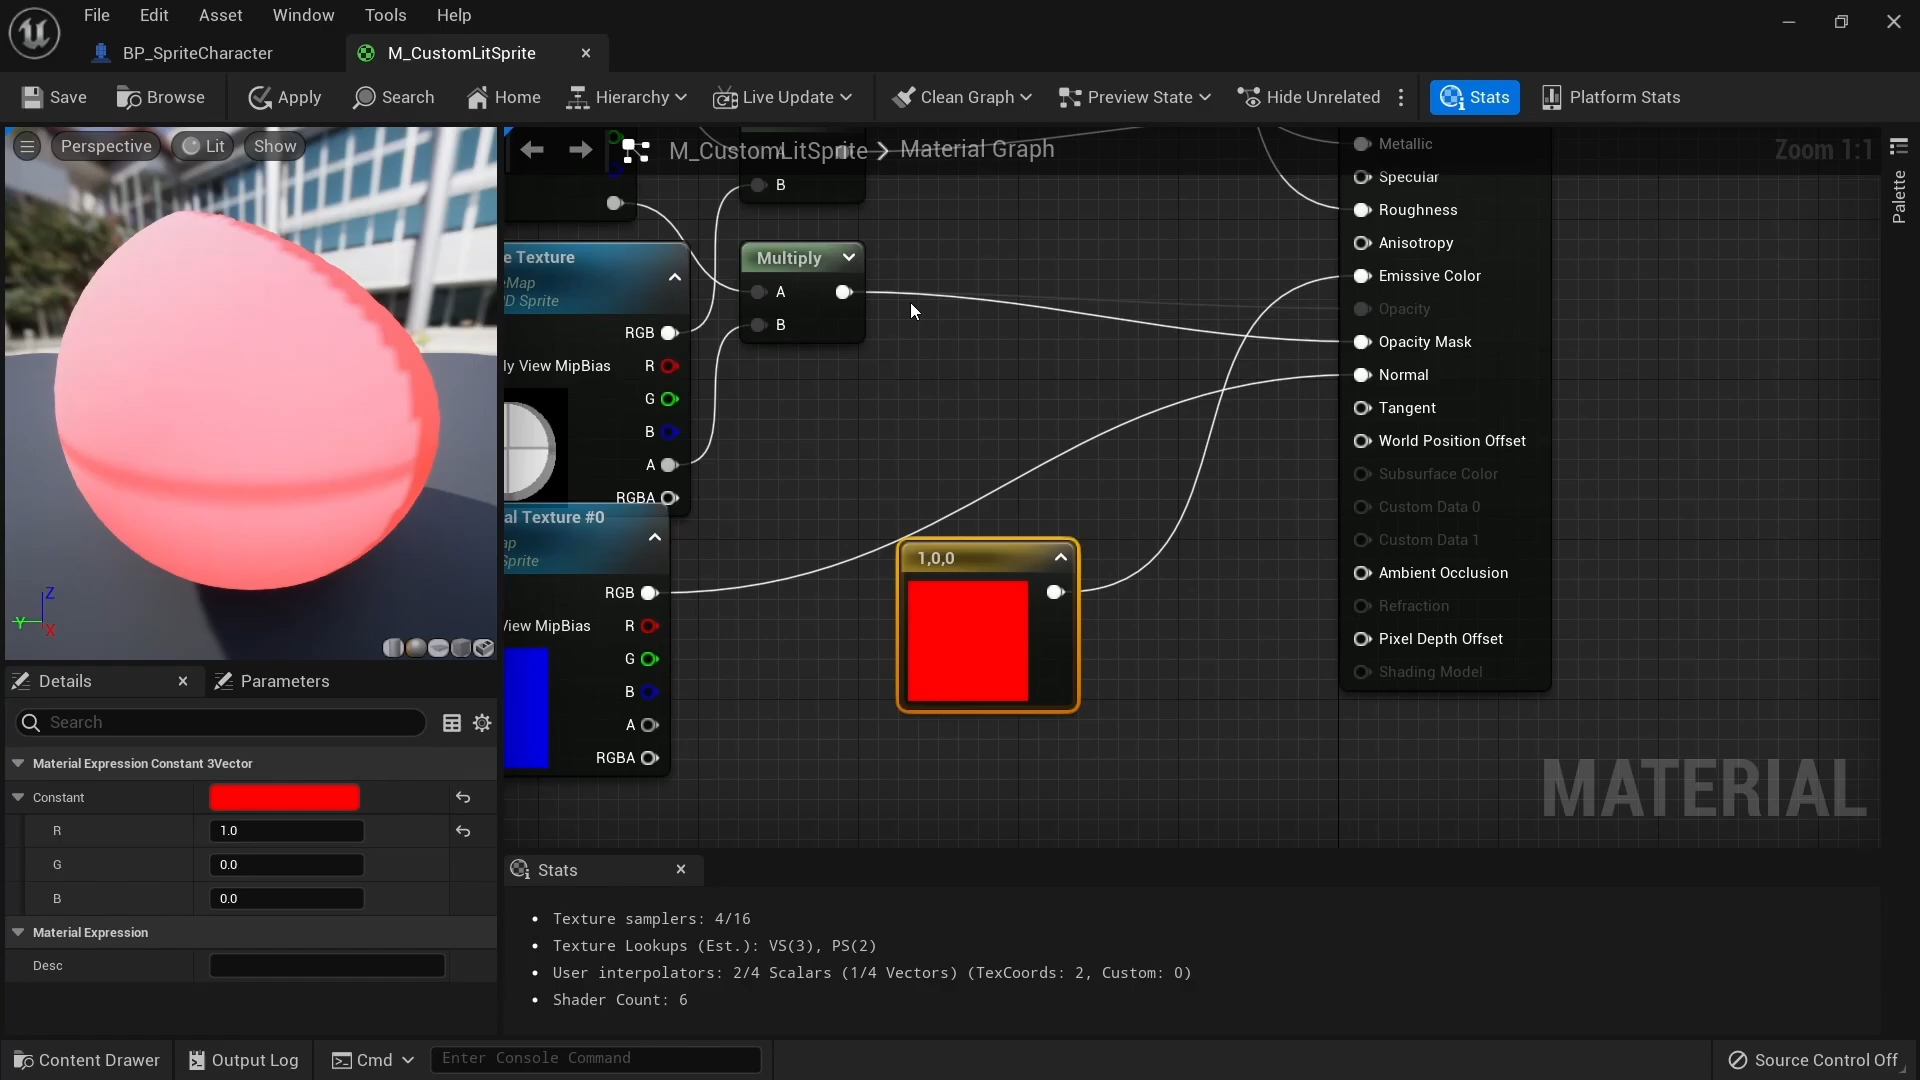 File Edit Asset Window Tools Help
BP_SpriteCharacter
M_CustomLitSprite
Save Browse Apply Search Home Hierarchy Live Update Clean Graph Preview State Hide Unrelated Stats Platform Stats
Perspective Lit Show
M_CustomLitSprite > Material Graph
Zoom 1:1
Palette
B
Multiply
A
B
e Texture
eMap
D Sprite
RGB
ly View MipBias R
G
B
A
RGBA
al Texture #0
ap
Sprite
RGB
View MipBias R
G
B
A
RGBA
1,0,0
Metallic
Specular
Roughness
Anisotropy
Emissive Color
Opacity
Opacity Mask
Normal
Tangent
World Position Offset
Subsurface Color
Custom Data 0
Custom Data 1
Ambient Occlusion
Refraction
Pixel Depth Offset
Shading Model
MATERIAL
Z
Y
X
Details Parameters
Search
Material Expression Constant 3Vector
Constant
R 1.0
G 0.0
B 0.0
Material Expression
Desc
Stats
• Texture samplers: 4/16
• Texture Lookups (Est.): VS(3), PS(2)
• User interpolators: 2/4 Scalars (1/4 Vectors) (TexCoords: 2, Custom: 0)
• Shader Count: 6
Content Drawer Output Log Cmd Enter Console Command Source Control Off